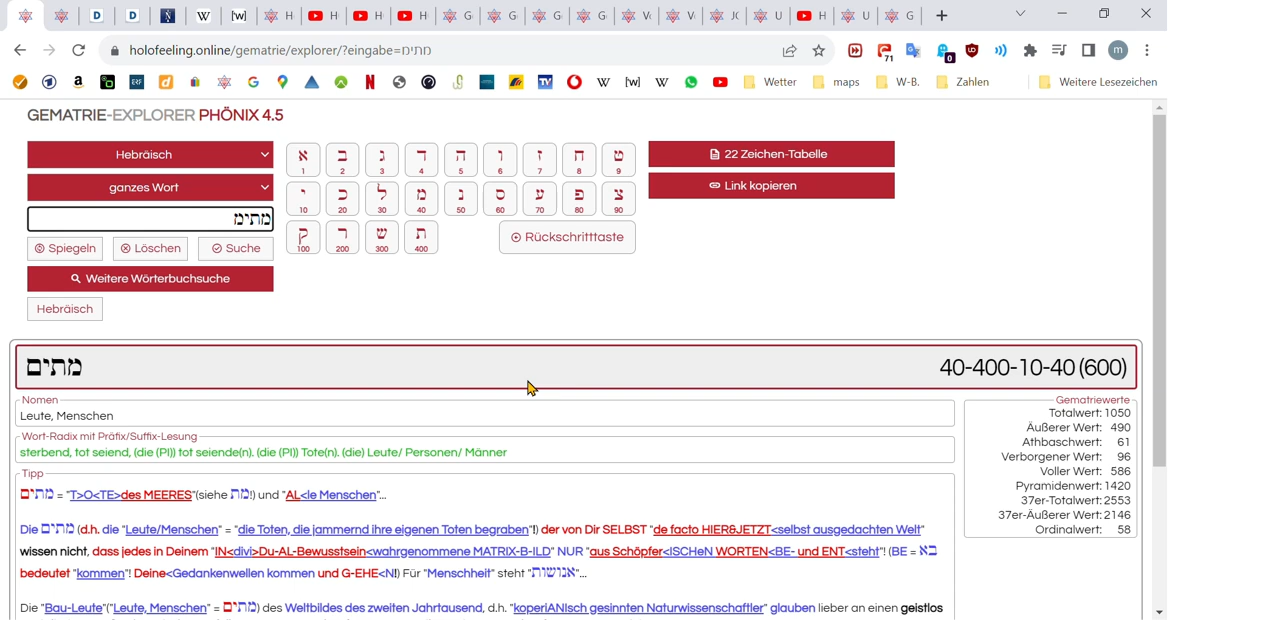 H
H
H
G
G
G
G
V
V
JC
U
H
U
G
holofeeling.online/gematrie/explorer/?eingabe=מתימ
71
0
m
Wetter
maps
W-B.
Zahlen
Weitere Lesezeichen
GEMATRIE-EXPLORER PHÖNIX 4.5
Hebräisch
ganzes Wort
מתימ
Spiegeln
Löschen
Suche
Weitere Wörterbuchsuche
Hebräisch
א ב ג ד ה ו ז ח ט
1 2 3 4 5 6 7 8 9
י כ ל מ נ ס ע פ צ
10 20 30 40 50 60 70 80 90
ק ר ש ת
100 200 300 400
Rückschritttaste
22 Zeichen-Tabelle
Link kopieren
מתים 40-400-10-40 (600)
Nomen
Leute, Menschen
Wort-Radix mit Präfix/Suffix-Lesung
sterbend, tot seiend, (die (Pl)) tot seiende(n). (die (Pl)) Tote(n). (die) Leute/ Personen/ Männer
Tipp
מתים = "T>O<TE>des MEERES"(siehe מת!) und "AL<le Menschen"...
Die מתים (d.h. die "Leute/Menschen" = "die Toten, die jammernd ihre eigenen Toten begraben"!) der von Dir SELBST "de facto HIER&JETZT<selbst ausgedachten Welt"
wissen nicht, dass jedes in Deinem "IN<divi>Du-AL-Bewusstsein<wahrgenommene MATRIX-B-ILD" NUR "aus Schöpfer<ISCHeN WORTEN<BE- und ENT<steht"! (BE = בא
bedeutet "kommen"! Deine<Gedankenwellen kommen und G-EHE<N!) Für "Menschheit" steht "אנושות"...
Die "Bau-Leute"("Leute, Menschen" = מתים) des Weltbildes des zweiten Jahrtausend, d.h. "koperiANIsch gesinnten Naturwissenschaftler" glauben lieber an einen geistlos
Gematriewerte
Totalwert: 1050
Äußerer Wert: 490
Athbaschwert: 61
Verborgener Wert: 96
Voller Wert: 586
Pyramidenwert: 1420
37er-Totalwert: 2553
37er-Äußerer Wert: 2146
Ordinalwert: 58